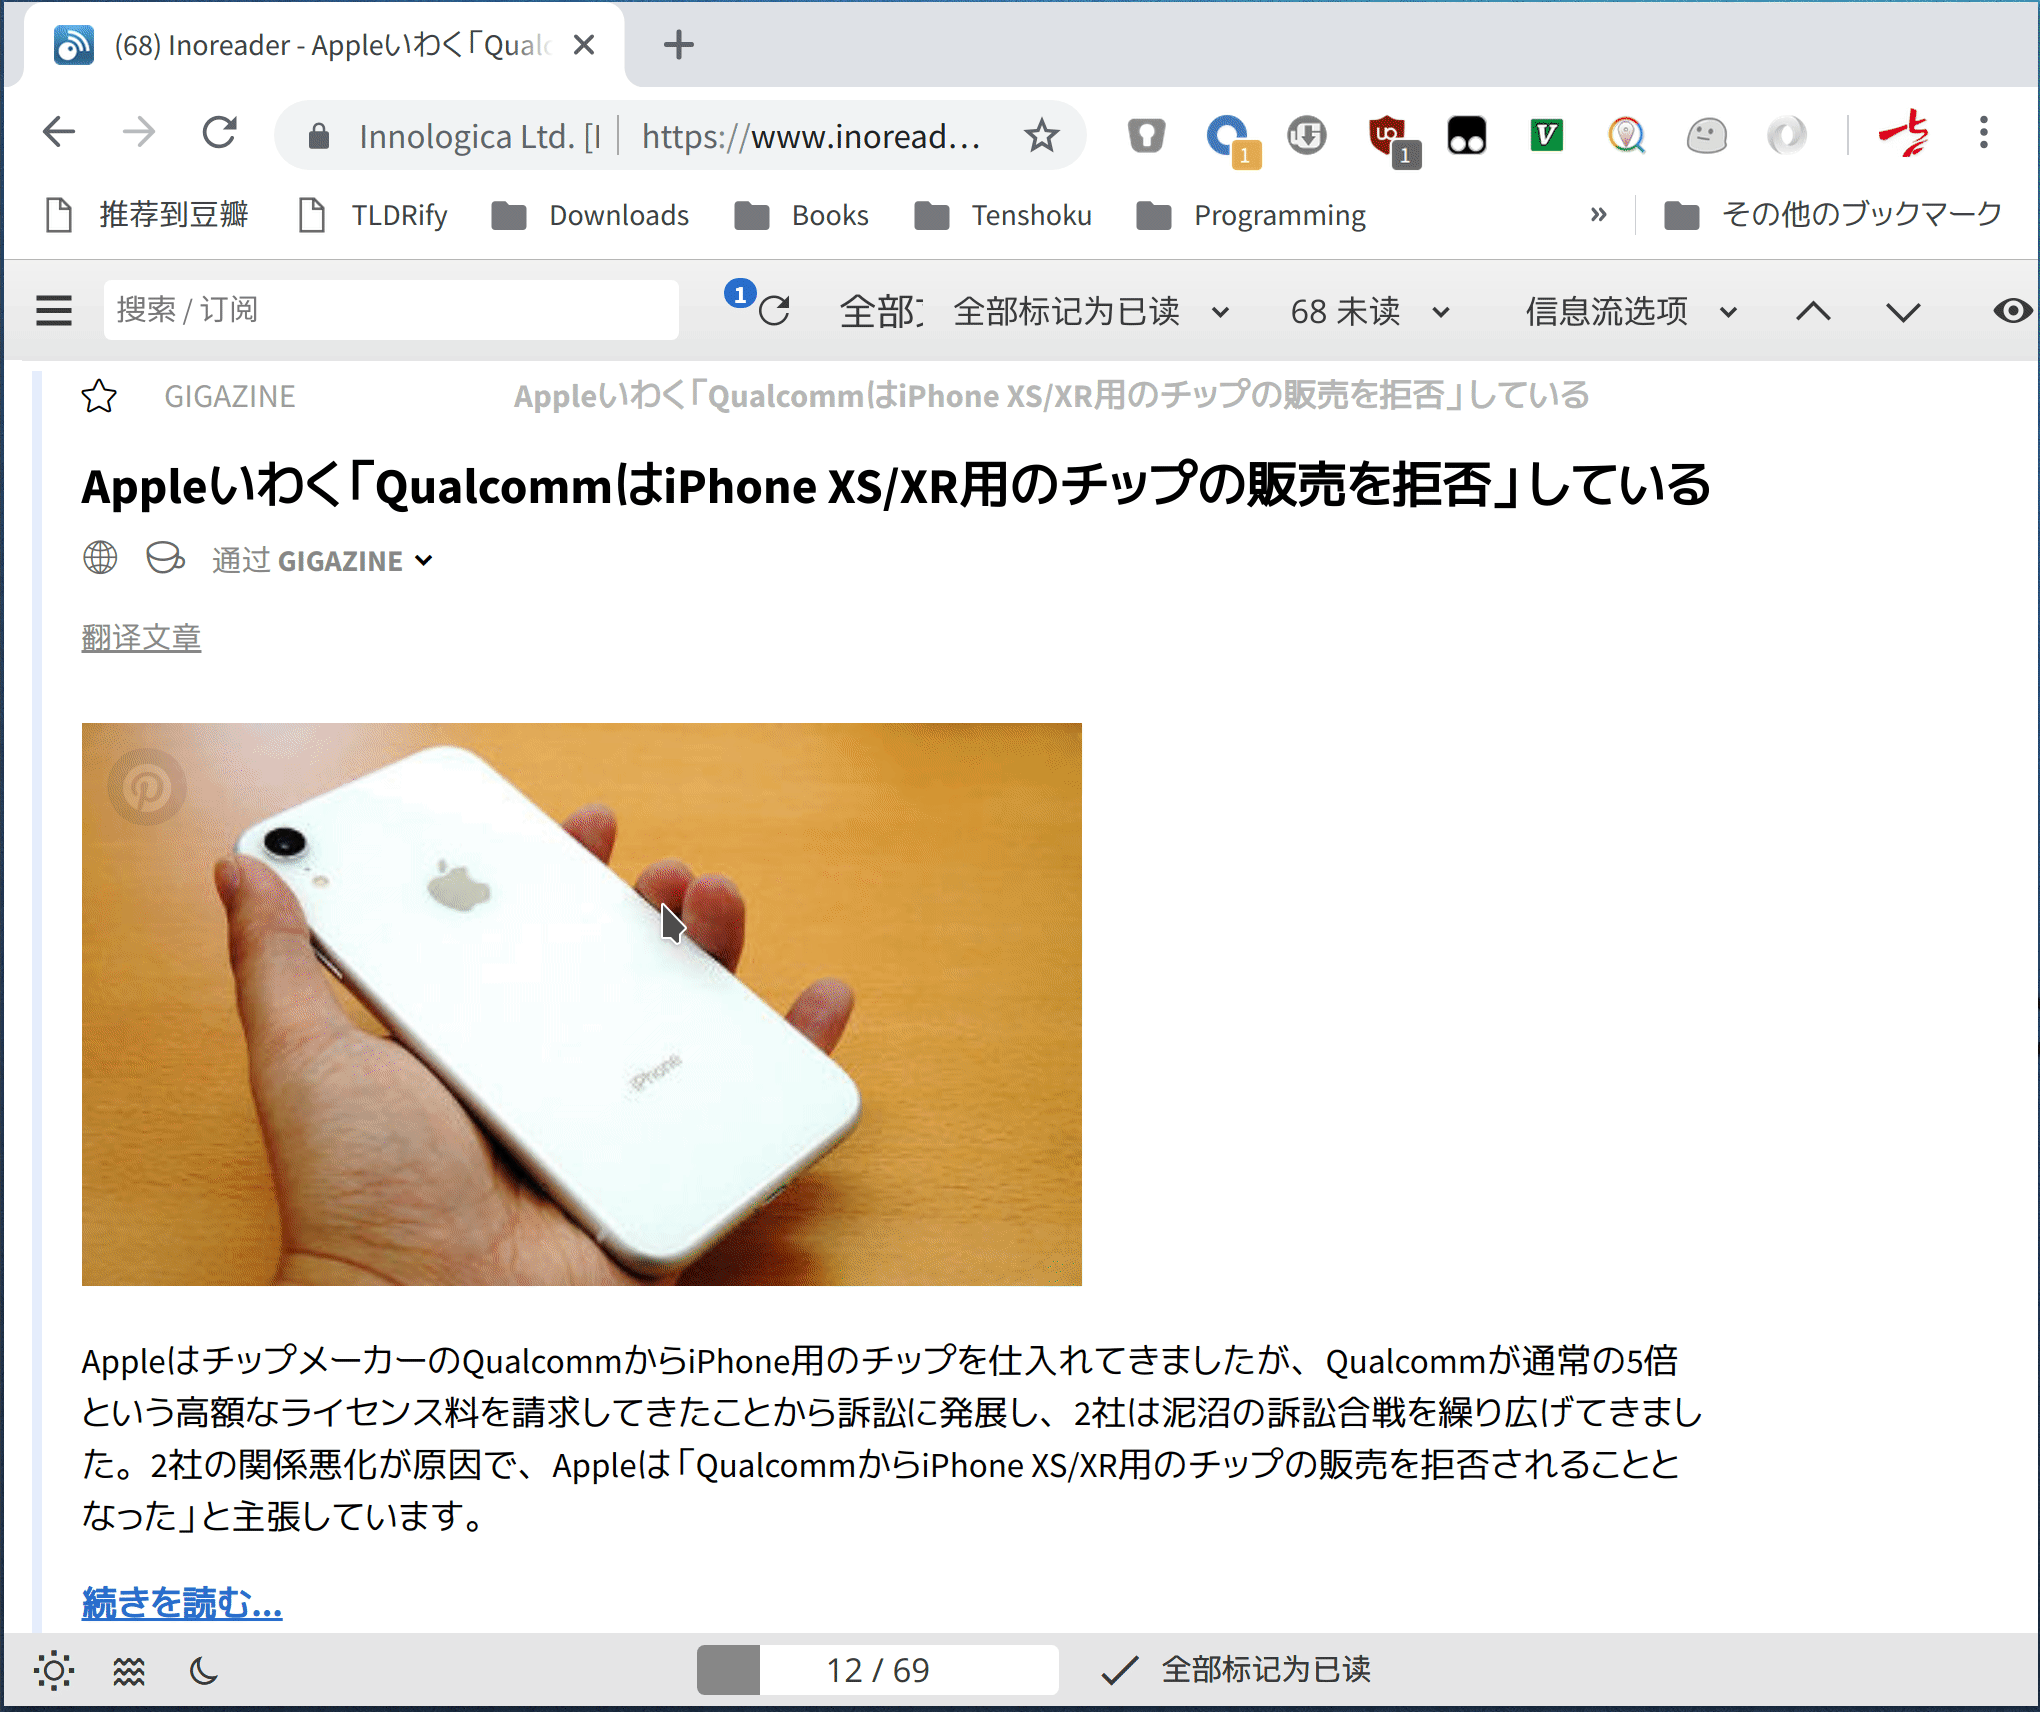 (68) Inoreader - Appleいわく「Qual
Innologica Ltd. [I
https://www.inoread…
1
1
推荐到豆瓣
TLDRify
Downloads
Books
Tenshoku
Programming
»
その他のブックマーク
搜索 / 订阅
1
全部
全部标记为已读
68 未读
信息流选项
GIGAZINE
Appleいわく「QualcommはiPhone XS/XR用のチップの販売を拒否」している
Appleいわく「QualcommはiPhone XS/XR用のチップの販売を拒否」している
通过 GIGAZINE
翻译文章
iPhone
AppleはチップメーカーのQualcommからiPhone用のチップを仕入れてきましたが、Qualcommが通常の5倍
という高額なライセンス料を請求してきたことから訴訟に発展し、2社は泥沼の訴訟合戦を繰り広げてきまし
た。2社の関係悪化が原因で、Appleは「QualcommからiPhone XS/XR用のチップの販売を拒否されることと
なった」と主張しています。
続きを読む...
12 / 69
全部标记为已读